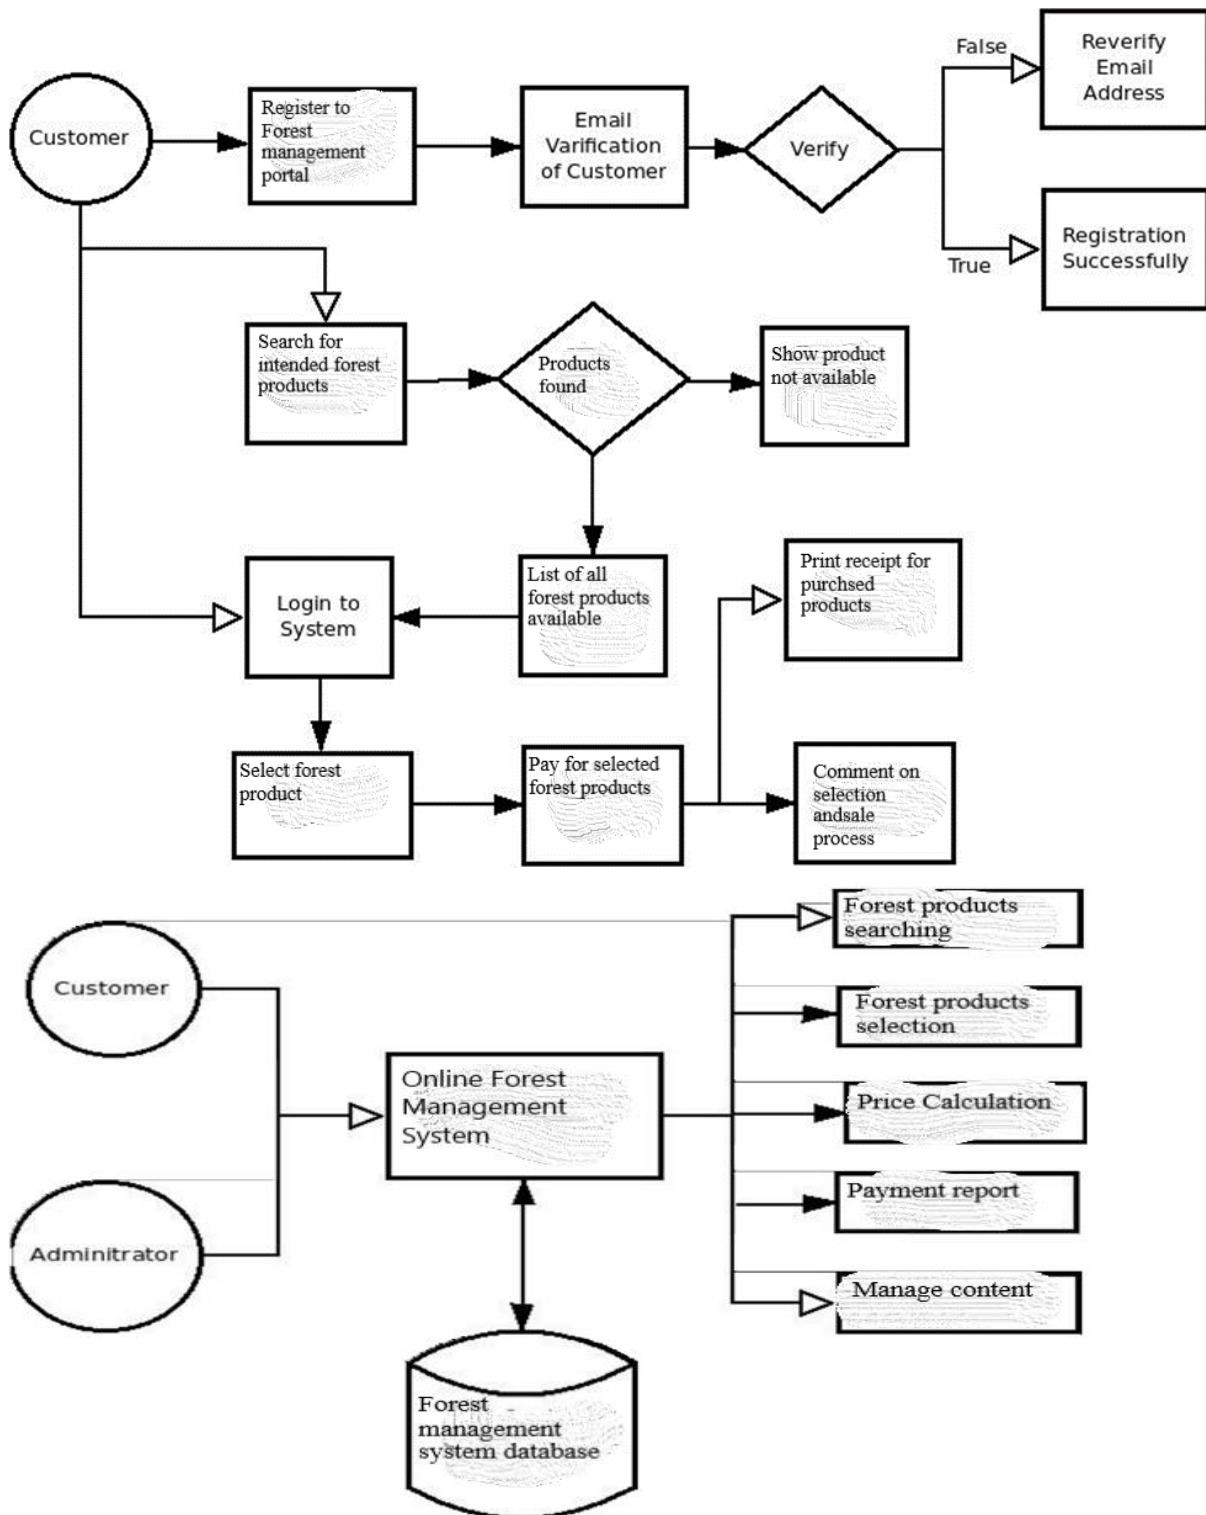 False
Reverify
Email
Address
Customer
Register to
Forest
management
portal
Email
Varification
of Customer
Verify
True
Registration
Successfully
Search for
intended forest
products
Products
found
Show product
not available
Login to
System
List of all
forest products
available
Print receipt for
purchsed
products
Select forest
product
Pay for selected
forest products
Comment on
selection
andsale
process
Customer
Adminitrator
Online Forest
Management
System
Forest
management
system database
Forest products
searching
Forest products
selection
Price Calculation
Payment report
Manage content